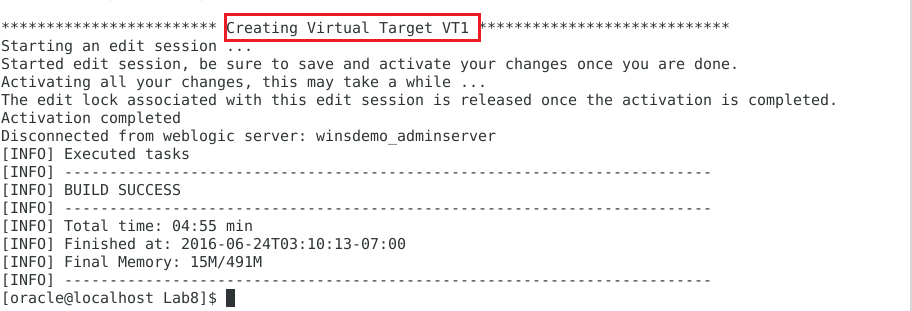 ************************ Creating Virtual Target VT1 ****************************
Starting an edit session ...
Started edit session, be sure to save and activate your changes once you are done.
Activating all your changes, this may take a while ...
The edit lock associated with this edit session is released once the activation is completed.
Activation completed
Disconnected from weblogic server: winsdemo_adminserver
[INFO] Executed tasks
[INFO] ------------------------------------------------------------------------
[INFO] BUILD SUCCESS
[INFO] ------------------------------------------------------------------------
[INFO] Total time: 04:55 min
[INFO] Finished at: 2016-06-24T03:10:13-07:00
[INFO] Final Memory: 15M/491M
[INFO] ------------------------------------------------------------------------
[oracle@localhost Lab8]$